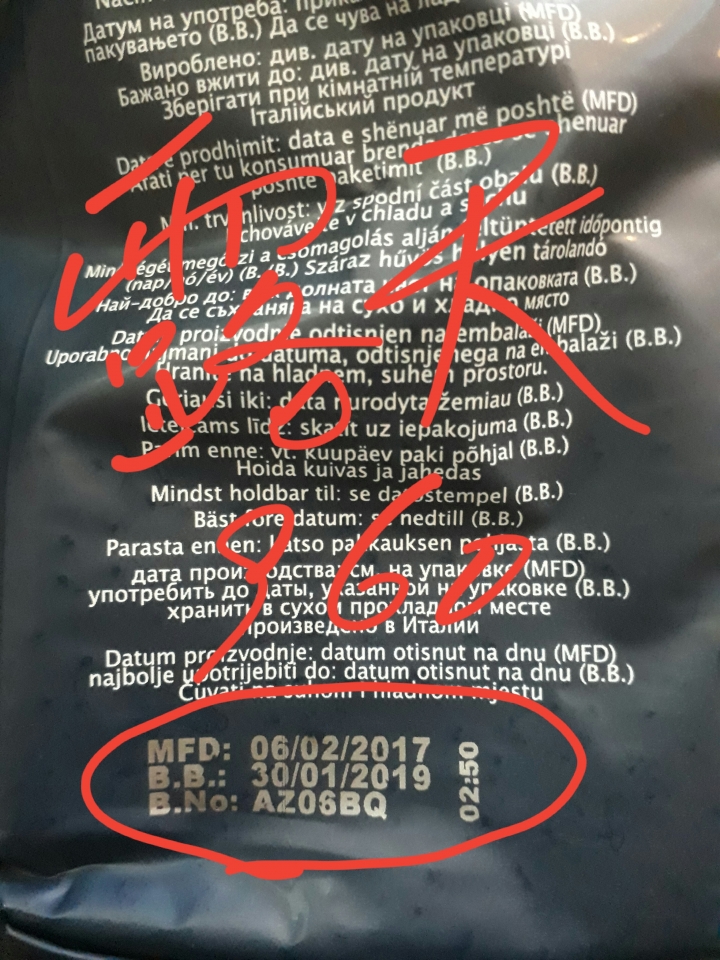 Датум на употреба:
пакувањето (B.B.) Да се чува на
Вироблено: див. дату на упаковці (MFD)
Бажано вжити до: див. дату на упаковці (B.B.)
Зберігати при кімнатній температурі
Італійський продукт
prodhimit: data e shënuar më poshtë (MFD)
Afati për tu konsumuar
poshtë paketimit (B.B.)
spodní část obalu (B.B.)
v chladu a
csomagolás alján feltüntetett időpontig
(B.B.) Száraz hűvös helyen tárolandó
Най-добро до: опаковката (B.B.)
Да се съхранява на сухо и място
proizvodnje odtisnjen na embalaži (MFD)
datuma, odtisnjenega na embalaži (B.B.)
Hranite na hladnem, suhem prostoru.
Geriausi iki: data nurodyta žemiau (B.B.)
līdz: skatīt uz iepakojuma (B.B.)
Parim enne: vt. kuupäev paki põhjal (B.B.)
Hoida kuivas ja jahedas
Mindst holdbar til: se datostempel (B.B.)
Bäst före datum: se nedtill (B.B.)
Parasta ennen: katso pakkauksen pohjasta (B.B.)
дата производства см. на упаковке (MFD)
употребить до даты, указанной на упаковке (B.B.)
хранить в сухом прохладном месте
Произведено в Италии
Datum proizvodnje: datum otisnut na dnu (MFD)
najbolje upotrijebiti do: datum otisnut na dnu (B.B.)
Čuvati na suhom i hladnom mjestu
露天
960
MFD: 06/02/2017
B.B.: 30/01/2019
B.No: AZ06BQ
02:50